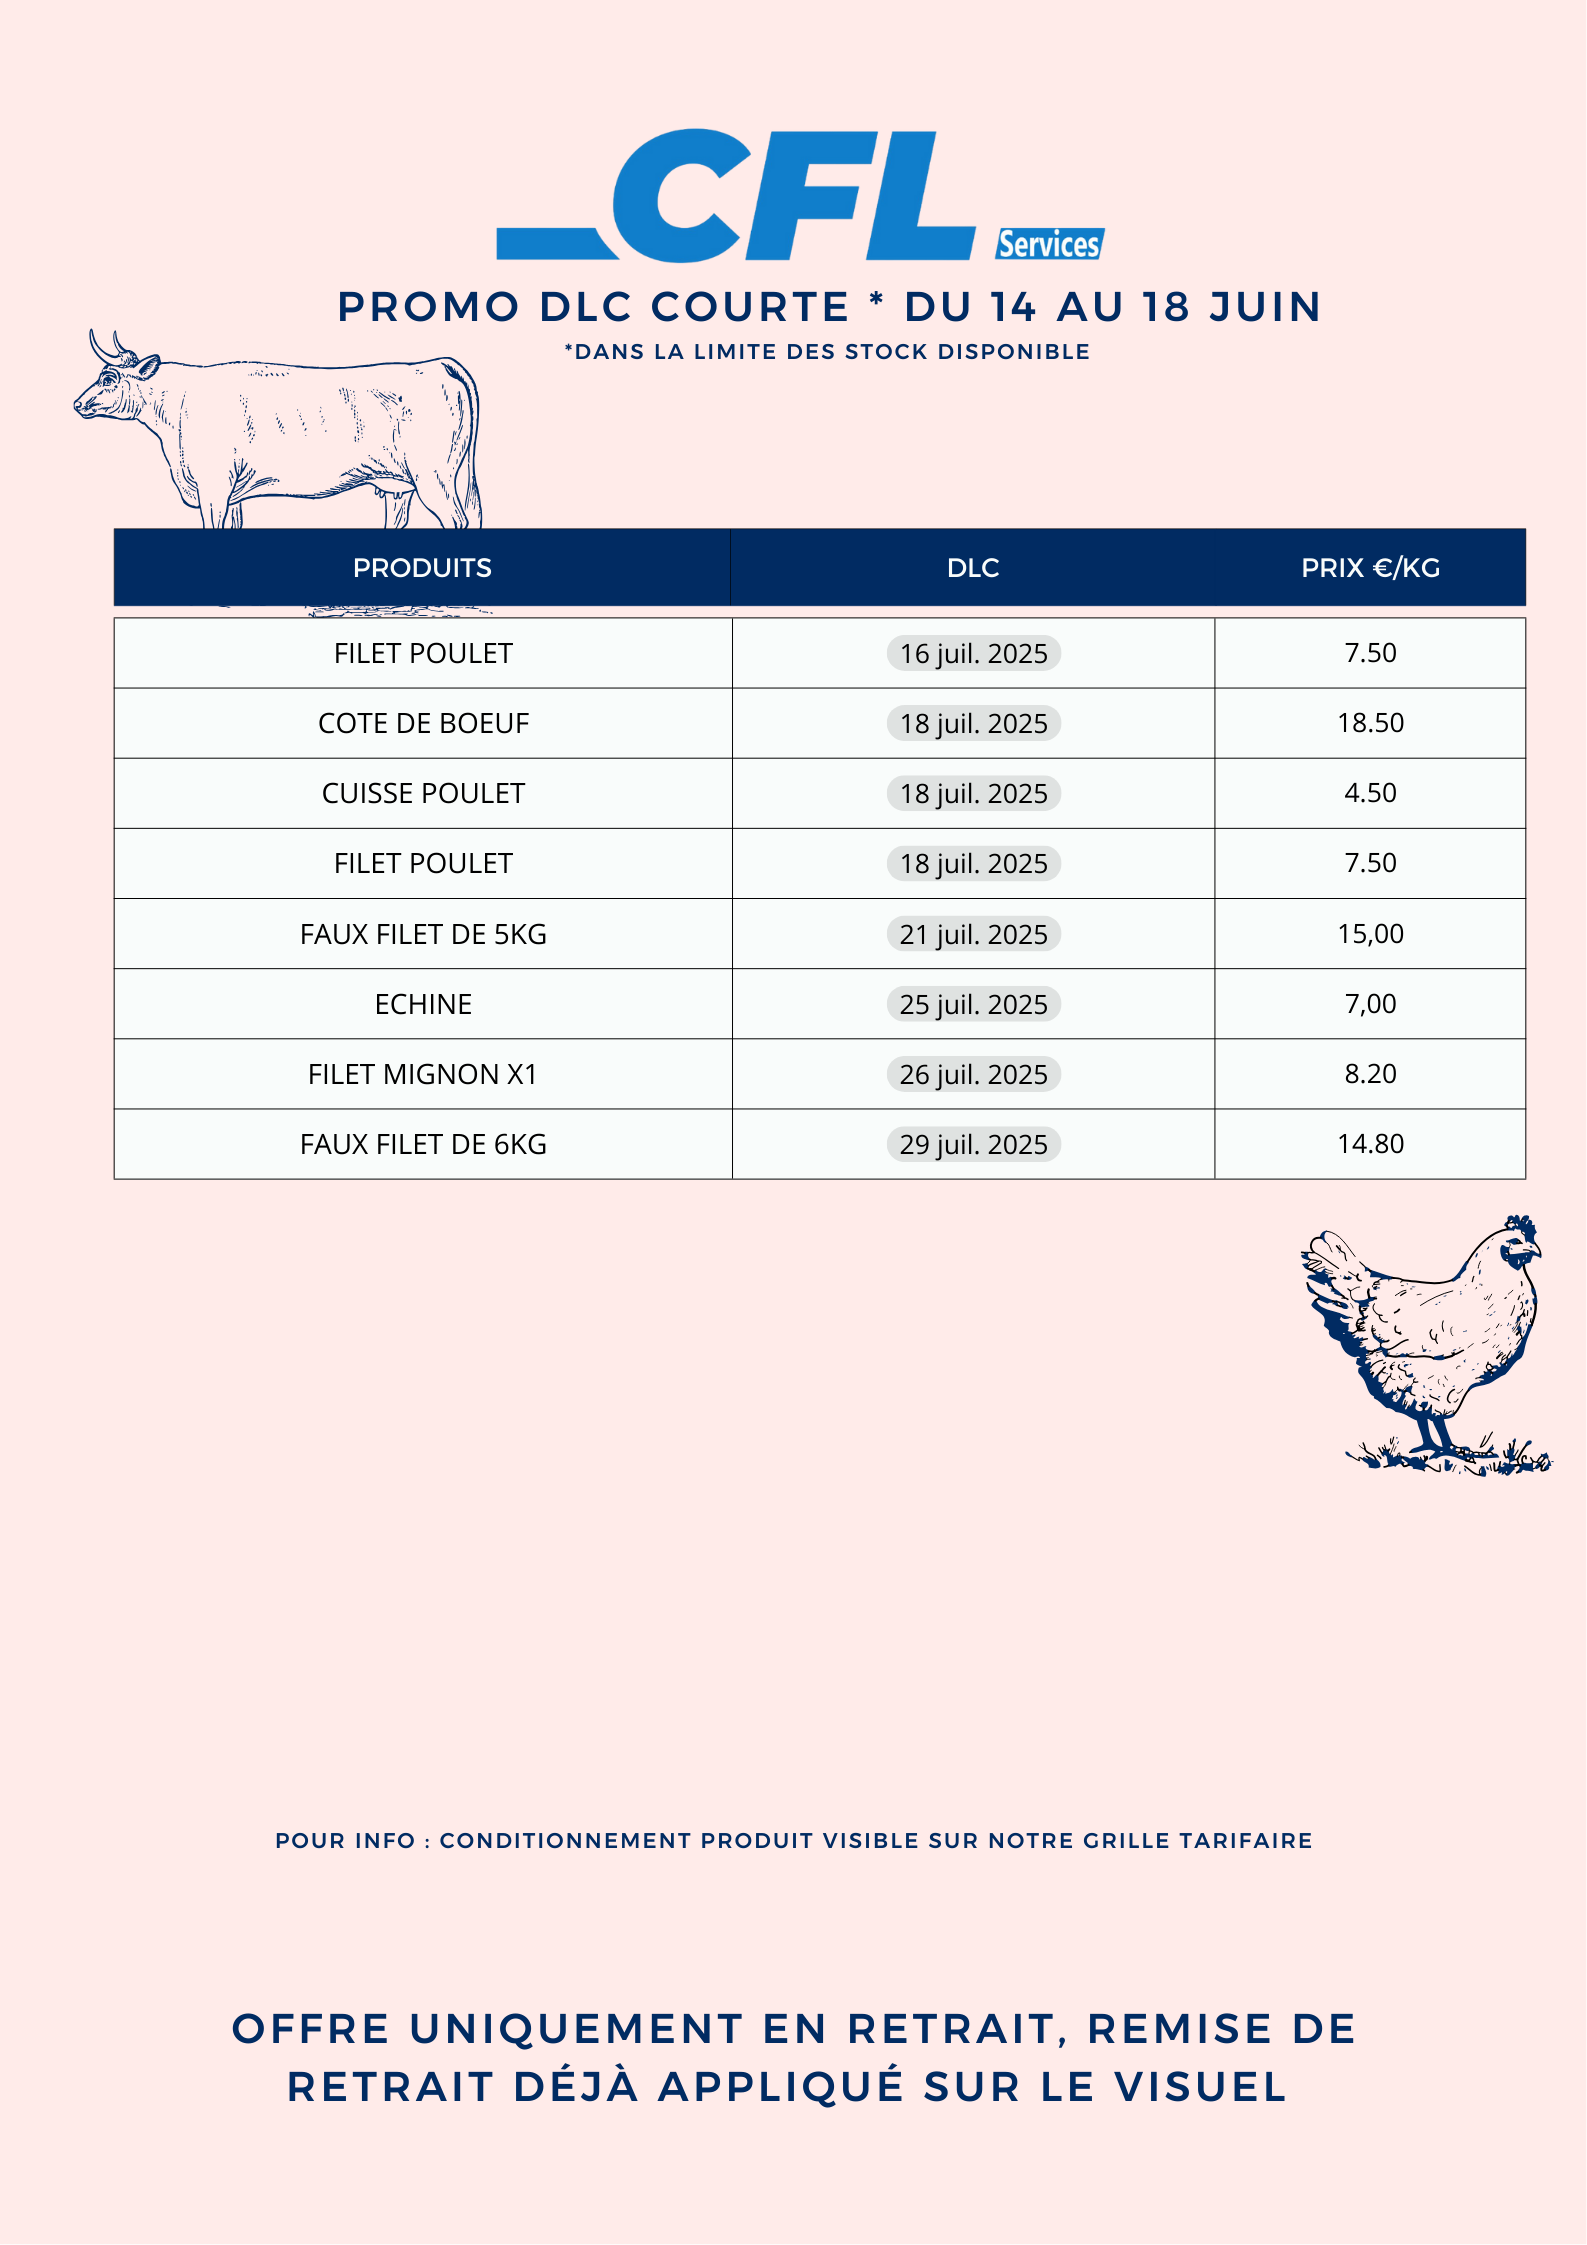 CFL Services
PROMO DLC COURTE * DU 14 AU 18 JUIN
*DANS LA LIMITE DES STOCK DISPONIBLE
PRODUITS DLC PRIX €/KG
FILET POULET 16 juil. 2025 7.50
COTE DE BOEUF 18 juil. 2025 18.50
CUISSE POULET 18 juil. 2025 4.50
FILET POULET 18 juil. 2025 7.50
FAUX FILET DE 5KG 21 juil. 2025 15,00
ECHINE 25 juil. 2025 7,00
FILET MIGNON X1 26 juil. 2025 8.20
FAUX FILET DE 6KG 29 juil. 2025 14.80
POUR INFO : CONDITIONNEMENT PRODUIT VISIBLE SUR NOTRE GRILLE TARIFAIRE
OFFRE UNIQUEMENT EN RETRAIT, REMISE DE
RETRAIT DÉJÀ APPLIQUÉ SUR LE VISUEL